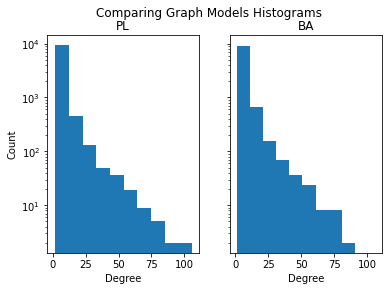 Comparing Graph Models Histograms
PL
BA
10⁴
10³
10²
10¹
Count
0 25 50 75 100
0 25 50 75 100
Degree
Degree